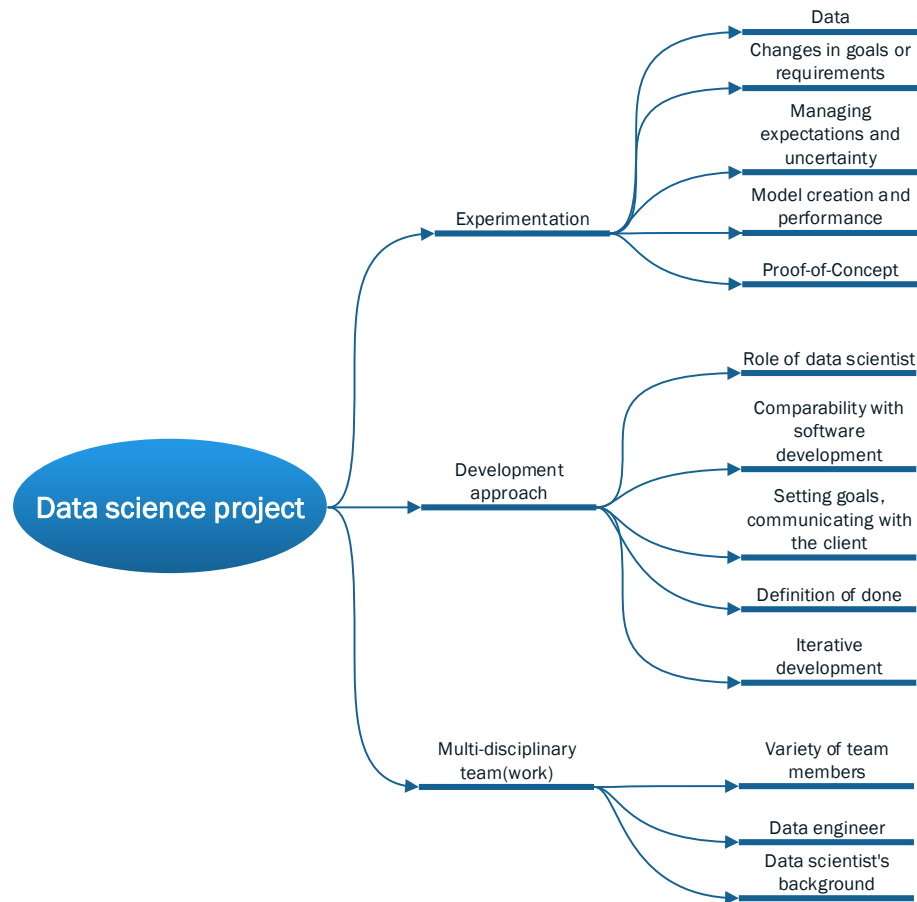 Data
Changes in goals or
requirements
Managing
expectations and
uncertainty
Model creation and
performance
Experimentation
Proof-of-Concept
Role of data scientist
Comparability with
software
development
Development
approach
Setting goals,
communicating with
the client
Data science project
Definition of done
Iterative
development
Multi-disciplinary
team(work)
Variety of team
members
Data engineer
Data scientist's
background